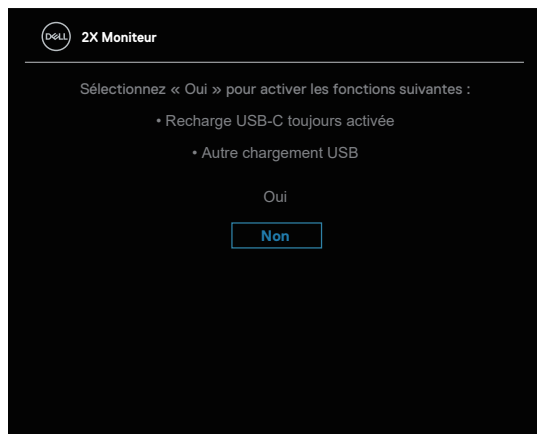 DELL 2X Moniteur
Sélectionnez « Oui » pour activer les fonctions suivantes :
• Recharge USB-C toujours activée
• Autre chargement USB
Oui
Non